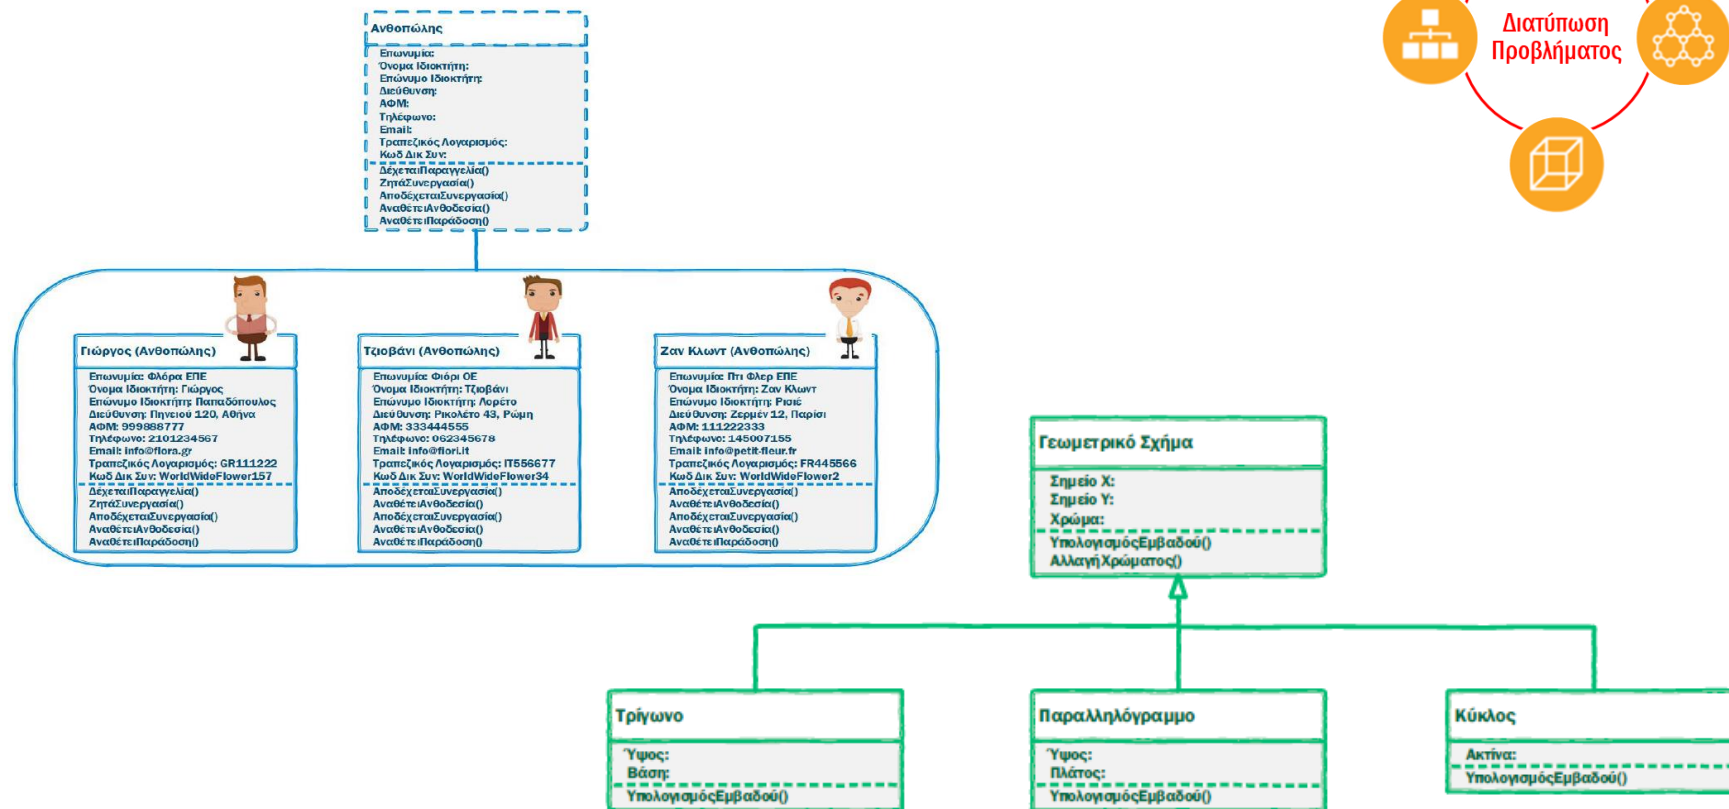 Διατύπωση
Προβλήματος
Ανθοπώλης
Επωνυμία:
Όνομα Ιδιοκτήτη:
Επώνυμο Ιδιοκτήτη:
Διεύθυνση:
ΑΦΜ:
Τηλέφωνο:
Email:
Τραπεζικός Λογαρισμός:
Κωδ Δικ Συν:
ΔέχεταιΠαραγγελία()
ΖητάΣυνεργασία()
ΑποδέχεταιΣυνεργασία()
ΑναθέτειΑνθοδεσία()
ΑναθέτειΠαράδοση()
Γιώργος (Ανθοπώλης)
Επωνυμία: Φλόρα ΕΠΕ
Όνομα Ιδιοκτήτη: Γιώργος
Επώνυμο Ιδιοκτήτη: Παπαδόπουλος
Διεύθυνση: Πηνειού 120, Αθήνα
ΑΦΜ: 999888777
Τηλέφωνο: 2101234567
Email: info@flora.gr
Τραπεζικός Λογαρισμός: GR111222
Κωδ Δικ Συν: WorldWideFlower157
ΔέχεταιΠαραγγελία()
ΖητάΣυνεργασία()
ΑποδέχεταιΣυνεργασία()
ΑναθέτειΑνθοδεσία()
ΑναθέτειΠαράδοση()
Τζιοβάνι (Ανθοπώλης)
Επωνυμία: Φιόρι ΟΕ
Όνομα Ιδιοκτήτη: Τζιοβάνι
Επώνυμο Ιδιοκτήτη: Λορέτο
Διεύθυνση: Ρικολέτο 43, Ρώμη
ΑΦΜ: 333444555
Τηλέφωνο: 062345678
Email: info@fiori.it
Τραπεζικός Λογαρισμός: IT556677
Κωδ Δικ Συν: WorldWideFlower34
ΑποδέχεταιΣυνεργασία()
ΑναθέτειΑνθοδεσία()
ΑποδέχεταιΣυνεργασία()
ΑναθέτειΑνθοδεσία()
ΑναθέτειΠαράδοση()
Ζαν Κλωντ (Ανθοπώλης)
Επωνυμία: Πτι Φλερ ΕΠΕ
Όνομα Ιδιοκτήτη: Ζαν Κλωντ
Επώνυμο Ιδιοκτήτη: Ρισιέ
Διεύθυνση: Ζερμέν 12, Παρίσι
ΑΦΜ: 111222333
Τηλέφωνο: 145007155
Email: info@petit-fleur.fr
Τραπεζικός Λογαρισμός: FR445566
Κωδ Δικ Συν: WorldWideFlower2
ΑποδέχεταιΣυνεργασία()
ΑναθέτειΑνθοδεσία()
ΑποδέχεταιΣυνεργασία()
ΑναθέτειΑνθοδεσία()
ΑναθέτειΠαράδοση()
Γεωμετρικό Σχήμα
Σημείο Χ:
Σημείο Υ:
Χρώμα:
ΥπολογισμόςΕμβαδού()
ΑλλαγήΧρώματος()
Τρίγωνο
Ύψος:
Βάση:
ΥπολογισμόςΕμβαδού()
Παραλληλόγραμμο
Ύψος:
Πλάτος:
ΥπολογισμόςΕμβαδού()
Κύκλος
Ακτίνα:
ΥπολογισμόςΕμβαδού()